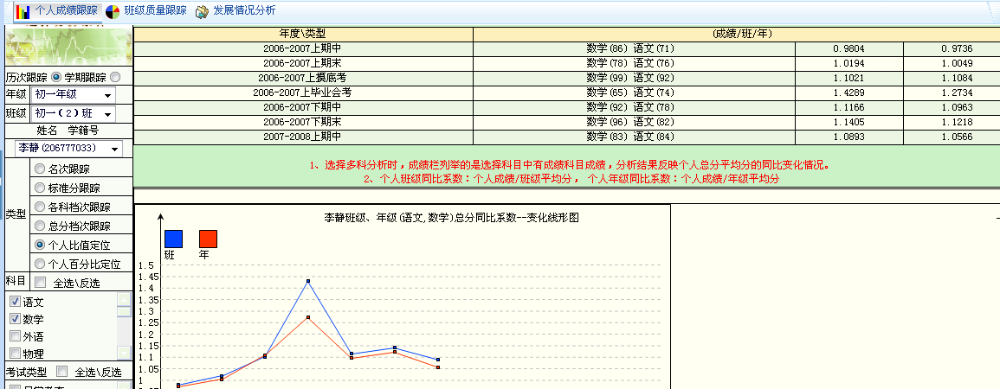 个人成绩跟踪 班级质量跟踪 发展情况分析
历次跟踪 学期跟踪
年级 初一年级
班级 初一（2）班
姓名 学籍号
李静(206777033)
类型
名次跟踪
标准分跟踪
各科档次跟踪
总分档次跟踪
个人比值定位
个人百分比定位
科目 全选\反选
语文
数学
外语
物理
考试类型 全选\反选
年度\类型 (成绩/班/年)
2006-2007上期中 数学(86) 语文(71) 0.9804 0.9736
2006-2007上期末 数学(78) 语文(76) 1.0194 1.0049
2006-2007上摸底考 数学(99) 语文(92) 1.1021 1.1084
2006-2007上毕业会考 数学(65) 语文(74) 1.4289 1.2734
2006-2007下期中 数学(92) 语文(78) 1.1166 1.0963
2006-2007下期末 数学(96) 语文(82) 1.1405 1.1218
2007-2008上期中 数学(83) 语文(84) 1.0893 1.0566
1、选择多科分析时，成绩栏列举的是选择科目中有成绩科目成绩，分析结果反映个人总分平均分的同比变化情况。
2、个人班级同比系数：个人成绩/班级平均分， 个人年级同比系数：个人成绩/年级平均分
李静班级、年级(语文,数学)总分同比系数--变化线形图
班 年
1.5
1.45
1.4
1.35
1.3
1.25
1.2
1.15
1.1
1.05